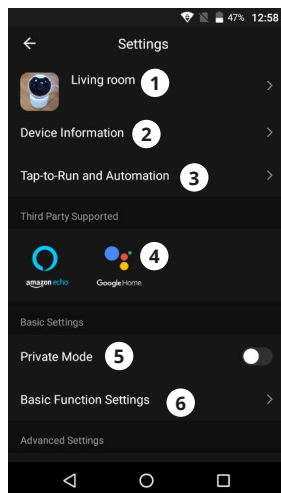 47% 12:58
Settings
Living room 1
Device Information 2
Tap-to-Run and Automation 3
Third Party Supported
4
amazon echo Google Home
Basic Settings
Private Mode 5
Basic Function Settings 6
Advanced Settings